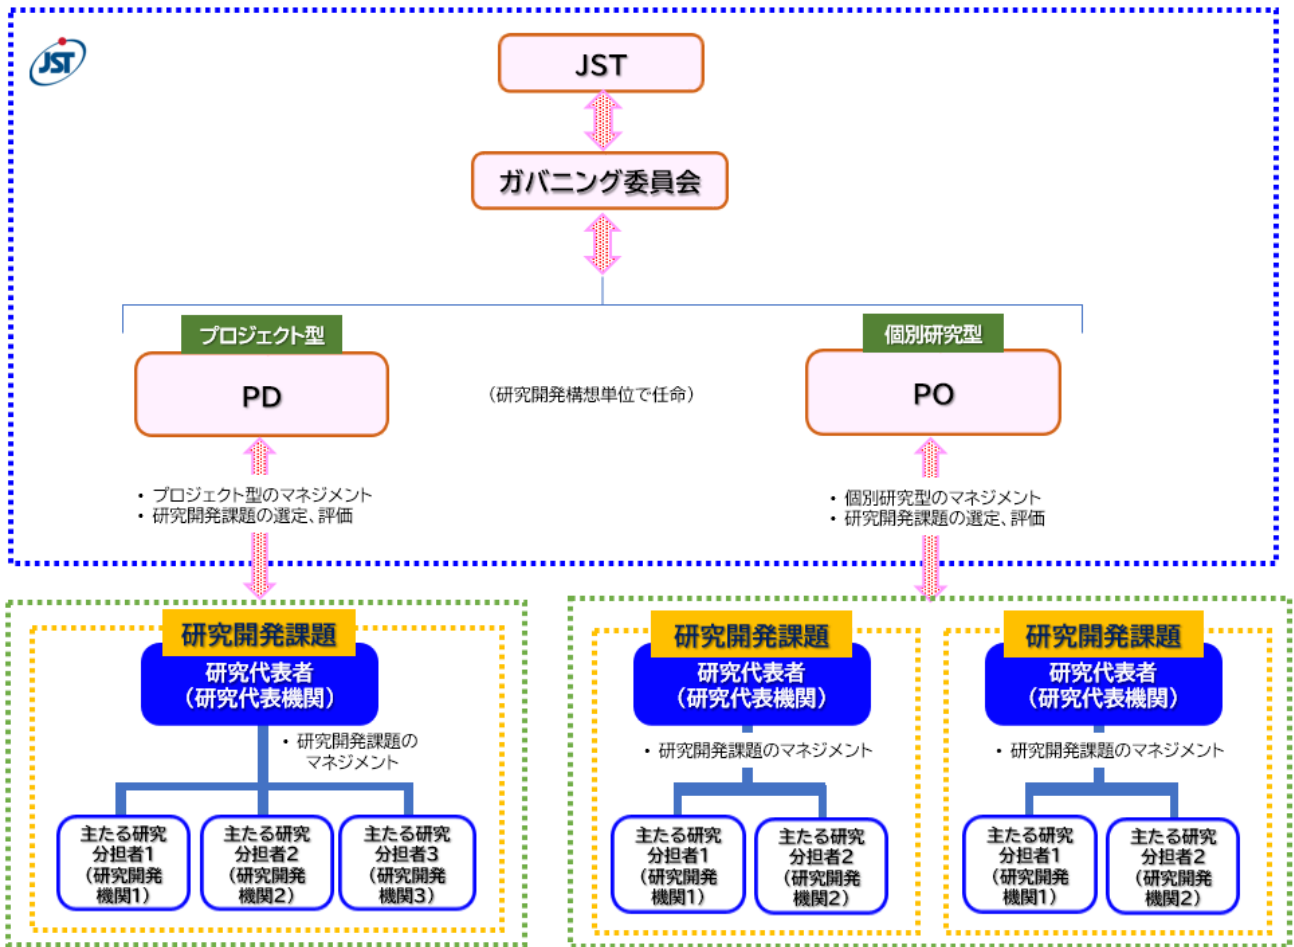 JST
JST
ガバニング委員会
プロジェクト型
PD
(研究開発構想単位で任命)
個別研究型
PO
• プロジェクト型のマネジメント
• 研究開発課題の選定、評価
• 個別研究型のマネジメント
• 研究開発課題の選定、評価
研究開発課題
研究代表者
(研究代表機関)
• 研究開発課題の
マネジメント
主たる研究
分担者1
(研究開発
機関1)
主たる研究
分担者2
(研究開発
機関2)
主たる研究
分担者3
(研究開発
機関3)
研究開発課題
研究代表者
(研究代表機関)
• 研究開発課題のマネジメント
主たる研究
分担者1
(研究開発
機関1)
主たる研究
分担者2
(研究開発
機関2)
研究開発課題
研究代表者
(研究代表機関)
• 研究開発課題のマネジメント
主たる研究
分担者1
(研究開発
機関1)
主たる研究
分担者2
(研究開発
機関2)